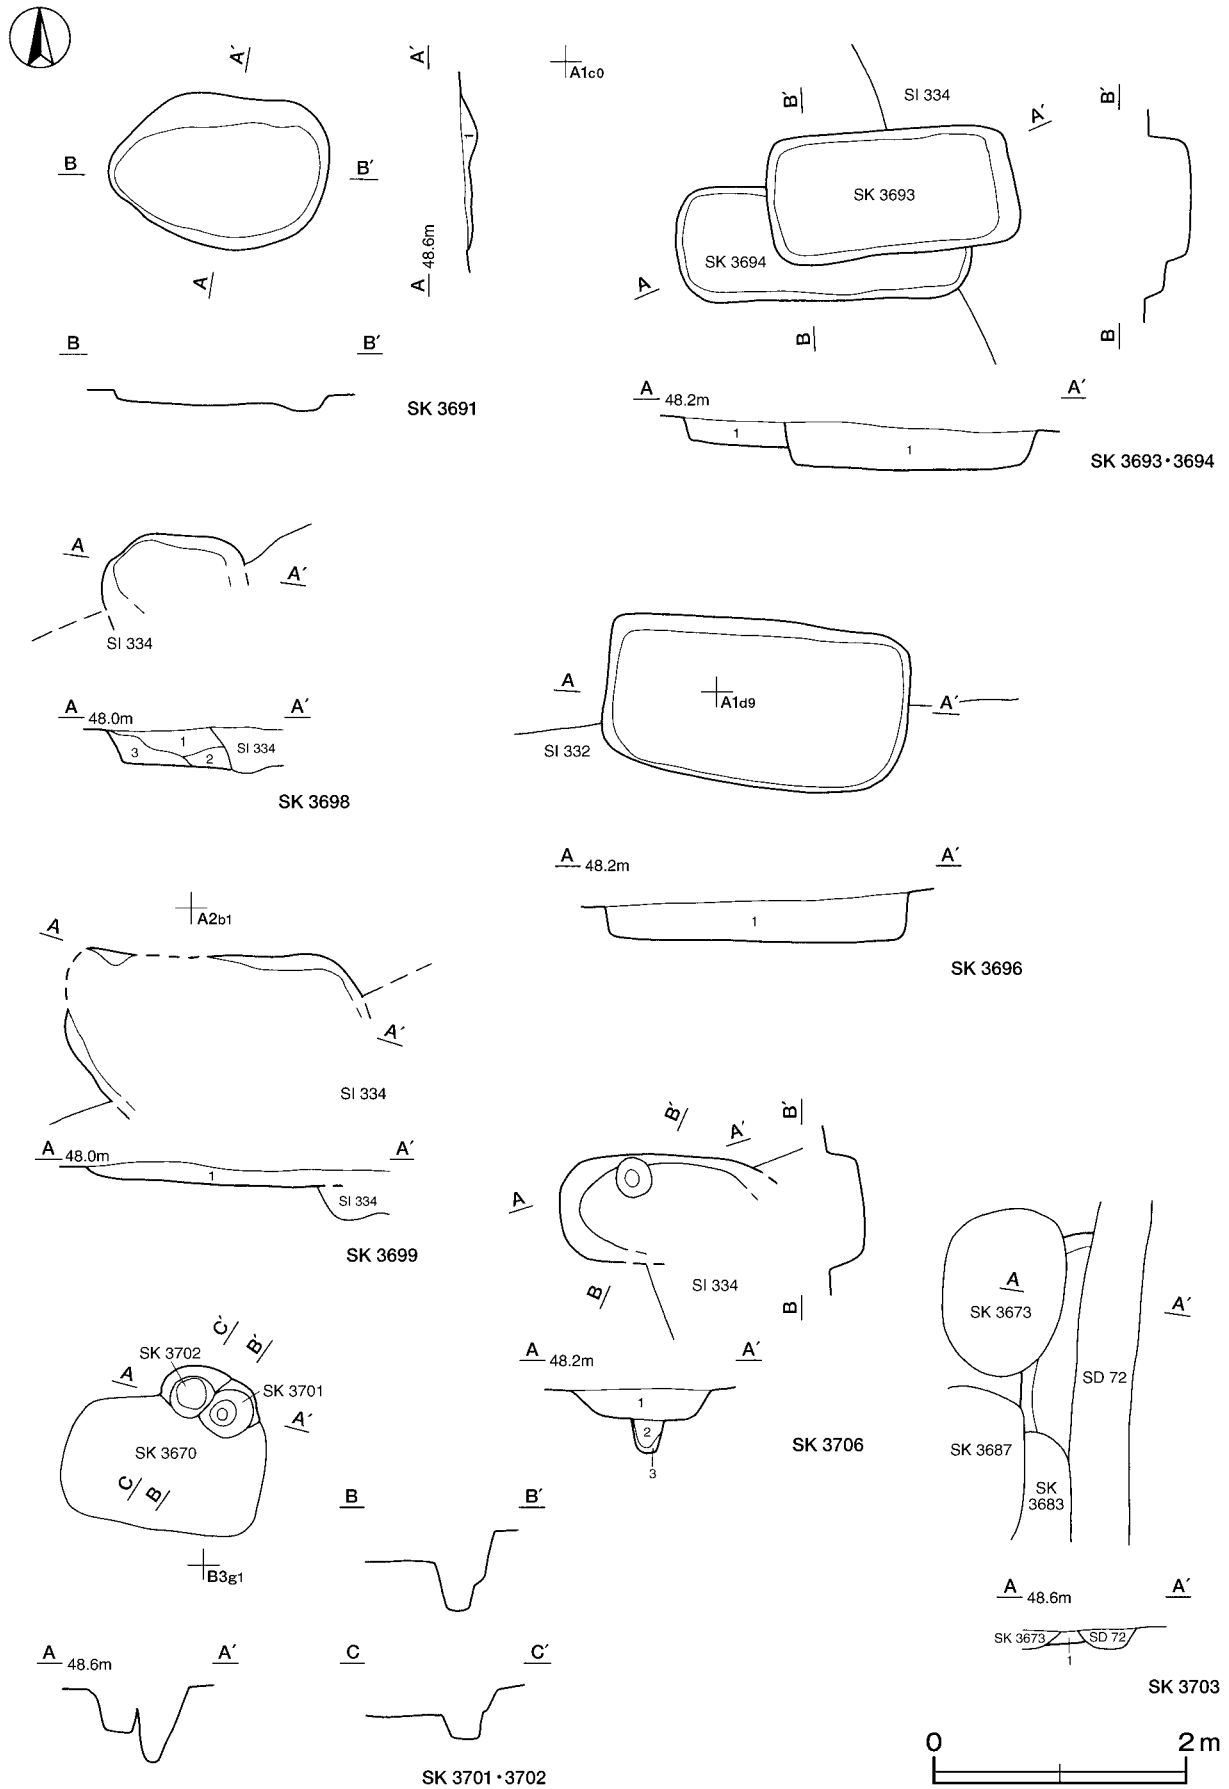 A′
A′
A1c0
B′
SI 334
A′
B′
B
B′
1
SK 3693
SK 3694
A
A 48.6m
A
B
B
B
B′
SK 3691
A 48.2m
A′
1
1
SK 3693・3694
A
A′
SI 334
A
A1d9
A′
SI 332
A 48.0m
A′
1
2
3
SI 334
SK 3698
A 48.2m
A′
1
SK 3696
A2b1
A
A′
SI 334
A 48.0m
A′
1
SI 334
SK 3699
B′
A′
B′
A
B
SI 334
B
A 48.2m
A′
1
2
3
SK 3706
A
SK 3673
A′
SD 72
SK 3687
SK
3683
A 48.6m
A′
SK 3673
SD 72
1
SK 3703
C′
B′
SK 3702
A
SK 3701
A′
SK 3670
C
B
B3g1
B
B′
A 48.6m
A′
C
C′
SK 3701・3702
0
2m